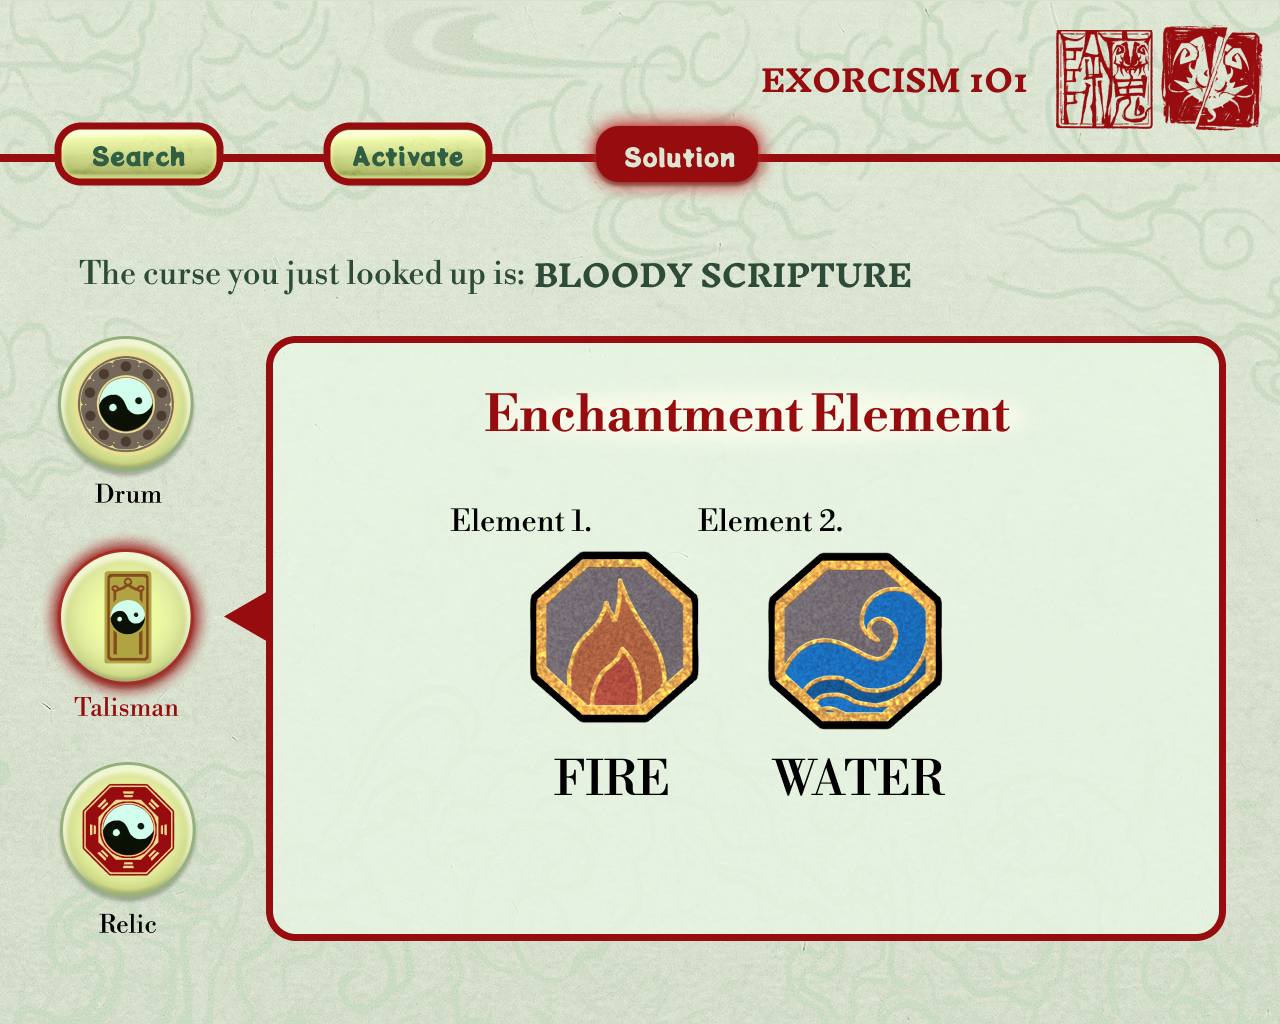 EXORCISM 101
Search
Activate
Solution
The curse you just looked up is: BLOODY SCRIPTURE
Drum
Talisman
Relic
Enchantment Element
Element 1.
Element 2.
FIRE
WATER